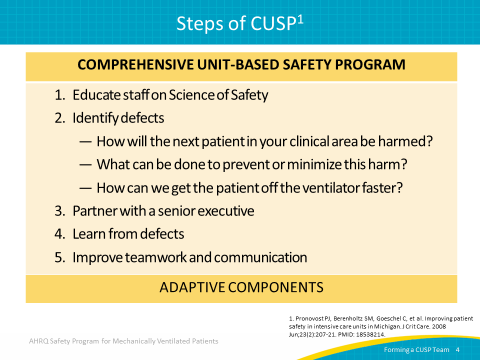 Steps of CUSP1
COMPREHENSIVE UNIT-BASED SAFETY PROGRAM
1. Educate staff on Science of Safety
2. Identify defects
— How will the next patient in your clinical area be harmed?
— What can be done to prevent or minimize this harm?
— How can we get the patient off the ventilator faster?
3. Partner with a senior executive
4. Learn from defects
5. Improve teamwork and communication
ADAPTIVE COMPONENTS
1. Pronovost PJ, Berenholtz SM, Goeschel C, et al. Improving patient
safety in intensive care units in Michigan. J Crit Care. 2008
Jun;23(2):207-21. PMID: 18538214.
AHRQ Safety Program for Mechanically Ventilated Patients
Forming a CUSP Team 4